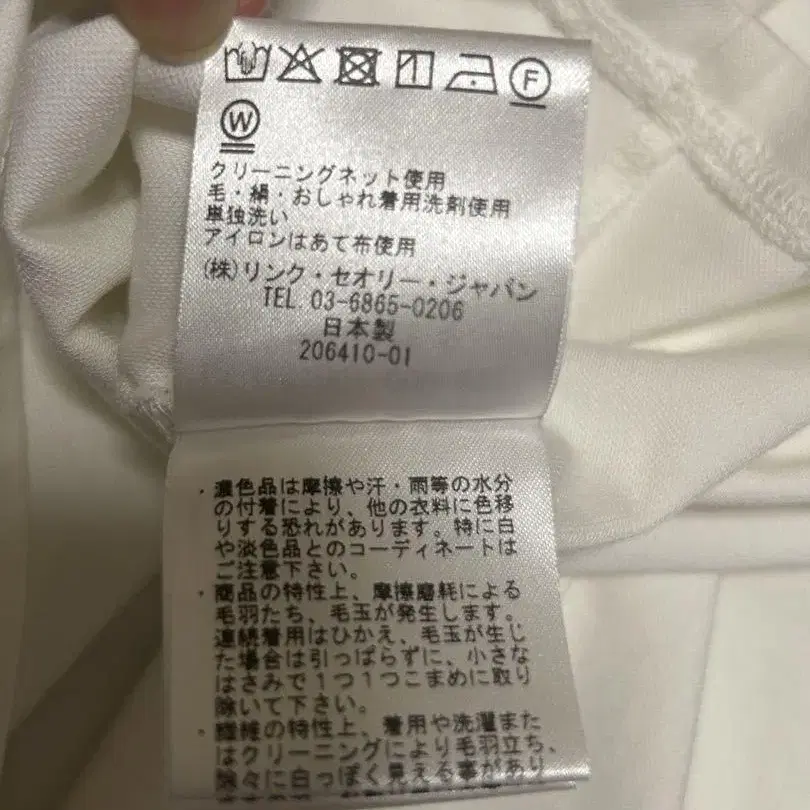 F
W
クリーニングネット使用
毛・絹・おしゃれ着用洗剤使用
単独洗い
アイロンはあて布使用
(株)リンク・セオリー・ジャパン
TEL. 03-6865-0206
日本製
206410-01
・濃色品は摩擦や汗・雨等の水分
の付着により、他の衣料に色移
りする恐れがあります。特に白
や淡色品とのコーディネートは
ご注意下さい。
・商品の特性上、摩擦磨耗による
毛羽たち、毛玉が発生します。
連続着用はひかえ、毛玉が生じ
た場合は引っぱらずに、小さな
はさみで1つ1つこまめに取り
除いて下さい。
・繊維の特性上、着用や洗濯また
はクリーニングにより毛羽立ち、
徐々に白っぽく見える事があり